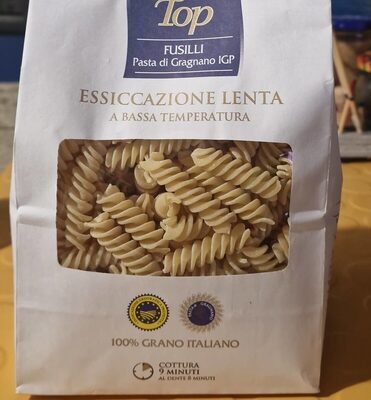 Top
FUSILLI
Pasta di Gragnano IGP
ESSICCAZIONE LENTA
A BASSA TEMPERATURA
100% GRANO ITALIANO
COTTURA
9 MINUTI
AL DENTE 8 MINUTI